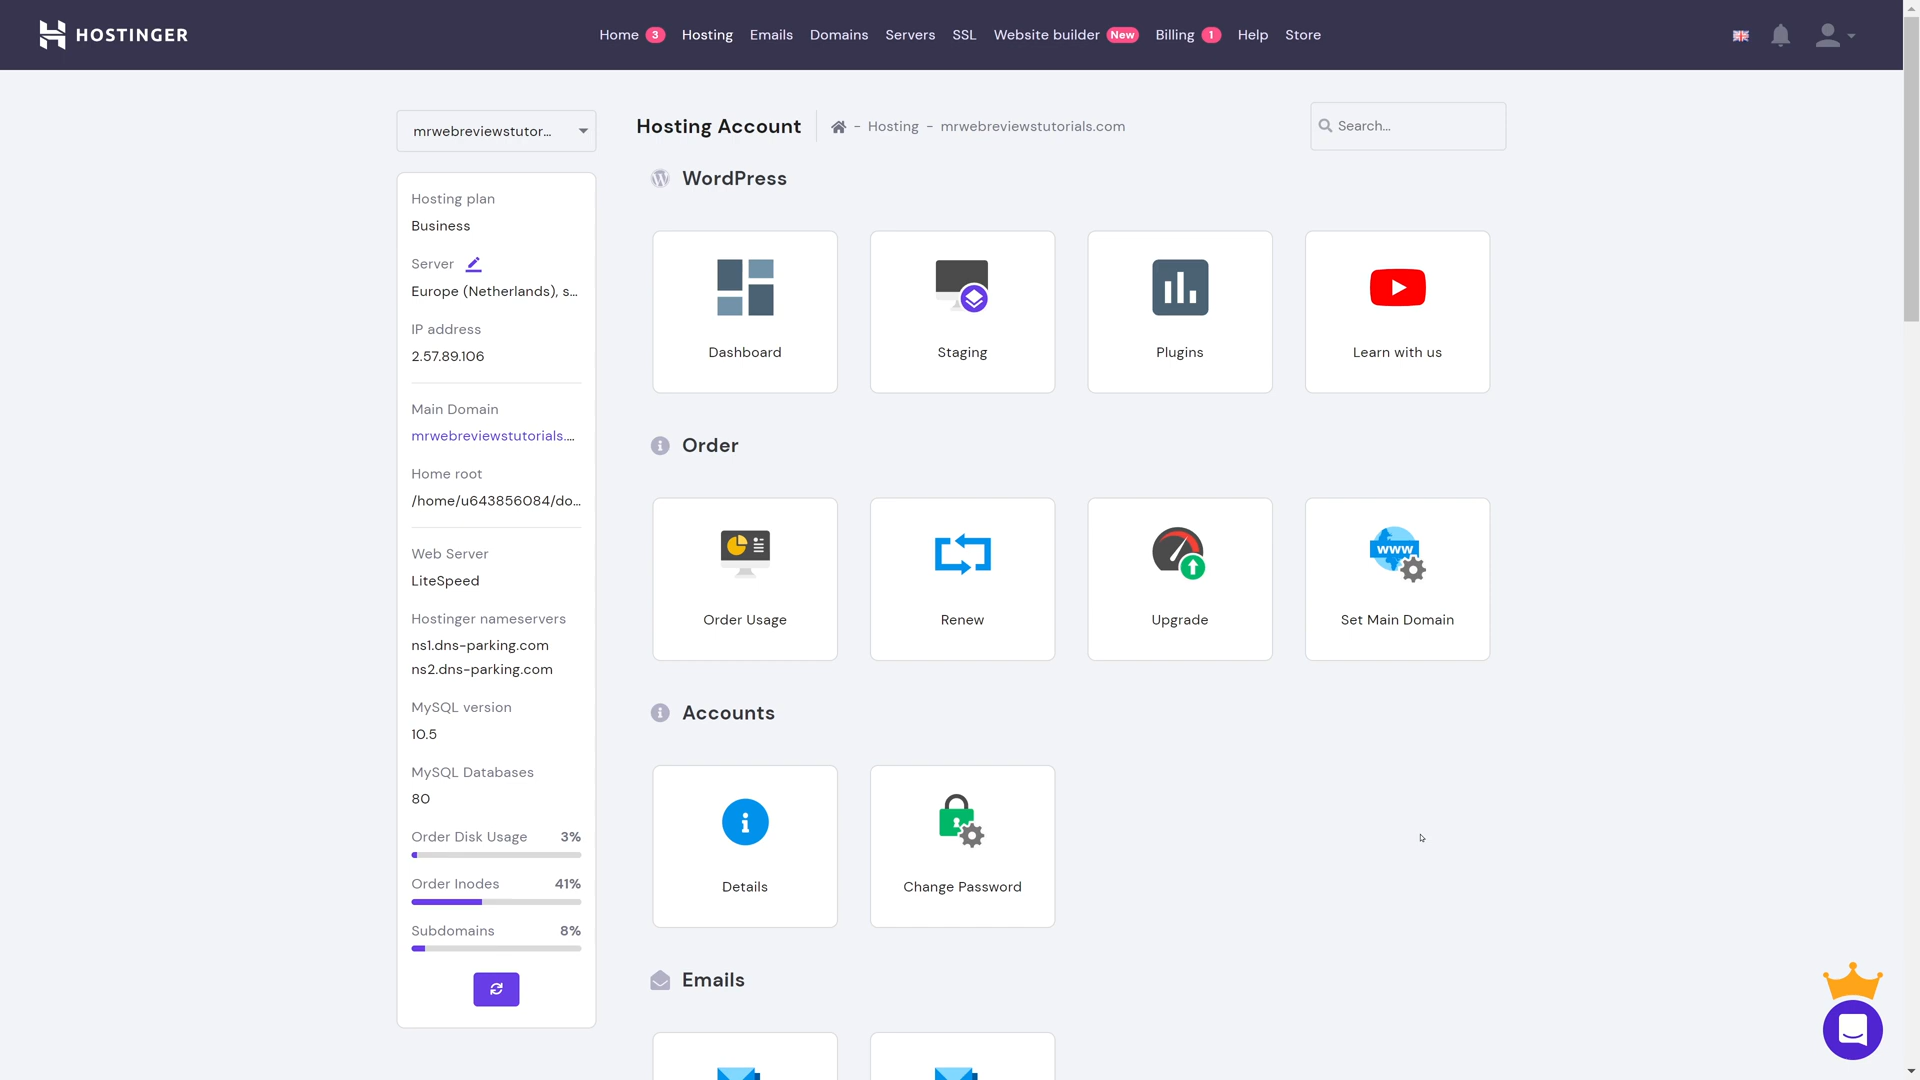 HOSTINGER
Home 3 Hosting Emails Domains Servers SSL Website builder New Billing 1 Help Store
mrwebreviewstutor...
Hosting Account
- Hosting - mrwebreviewstutorials.com
Search...
Hosting plan
Business
Server
Europe (Netherlands), s...
IP address
2.57.89.106
Main Domain
mrwebreviewstutorials....
Home root
/home/u643856084/do...
Web Server
LiteSpeed
Hostinger nameservers
ns1.dns-parking.com
ns2.dns-parking.com
MySQL version
10.5
MySQL Databases
80
Order Disk Usage 3%
Order Inodes 41%
Subdomains 8%
WordPress
Dashboard
Staging
Plugins
Learn with us
Order
Order Usage
Renew
WWW
Upgrade
Set Main Domain
Accounts
Details
Change Password
Emails